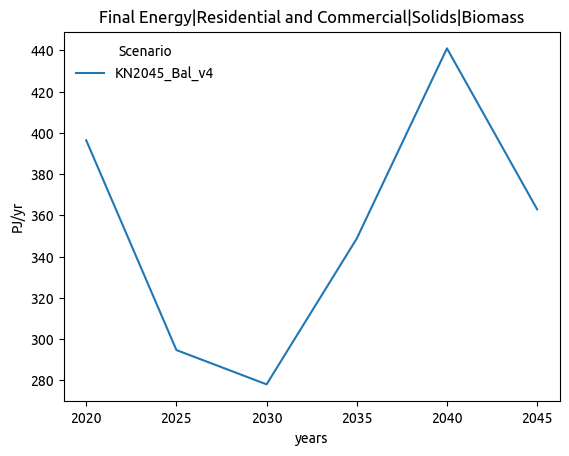 Final Energy|Residential and Commercial|Solids|Biomass
Scenario
KN2045_Bal_v4
PJ/yr
440
420
400
380
360
340
320
300
280
2020 2025 2030 2035 2040 2045
years